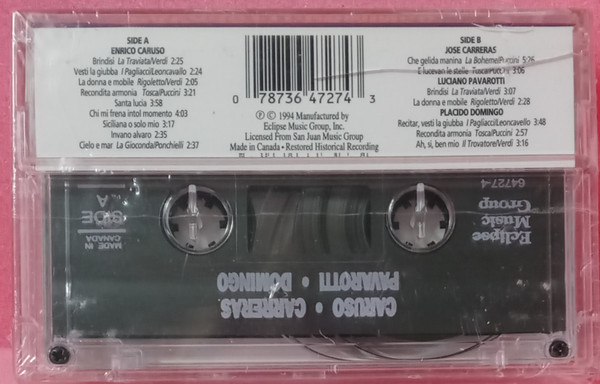 SIDE A
ENRICO CARUSO
Brindisi La Traviata/Verdi 2:25
Vesti la giubba I Pagliacci/Leoncavallo 2:24
La donna e mobile Rigoletto/Verdi 2:05
Recondita armonia Tosca/Puccini 3:21
Santa lucia 3:58
Chi mi frena intol momento 4:03
Siciliana o solo mio 3:17
Invano alvaro 2:35
Cielo e mar La Gioconda/Ponchielli 2:37
0 78736 47274 3
Ⓟ © 1994 Manufactured by
Eclipse Music Group, Inc.
Licensed From San Juan Music Group
Made in Canada • Restored Historical Recording
SIDE B
JOSE CARRERAS
Che gelida manina La Boheme/Puccini
E lucevan le stelle Tosca/Puccini 3:06
LUCIANO PAVAROTTI
Brindisi La Traviata/Verdi 3:07
La donna e mobile Rigoletto/Verdi 2:28
PLACIDO DOMINGO
Recitar, vesti la giubba I Pagliacci/Leoncavallo 3:48
Recondita armonia Tosca/Puccini 2:57
Ah, si, ben mio Il Trovatore/Verdi 3:16
CARUSO • CARRERAS
PAVAROTTI • DOMINGO
Eclipse
Music
Group
64727-4
MADE IN
CANADA
SIDE
A